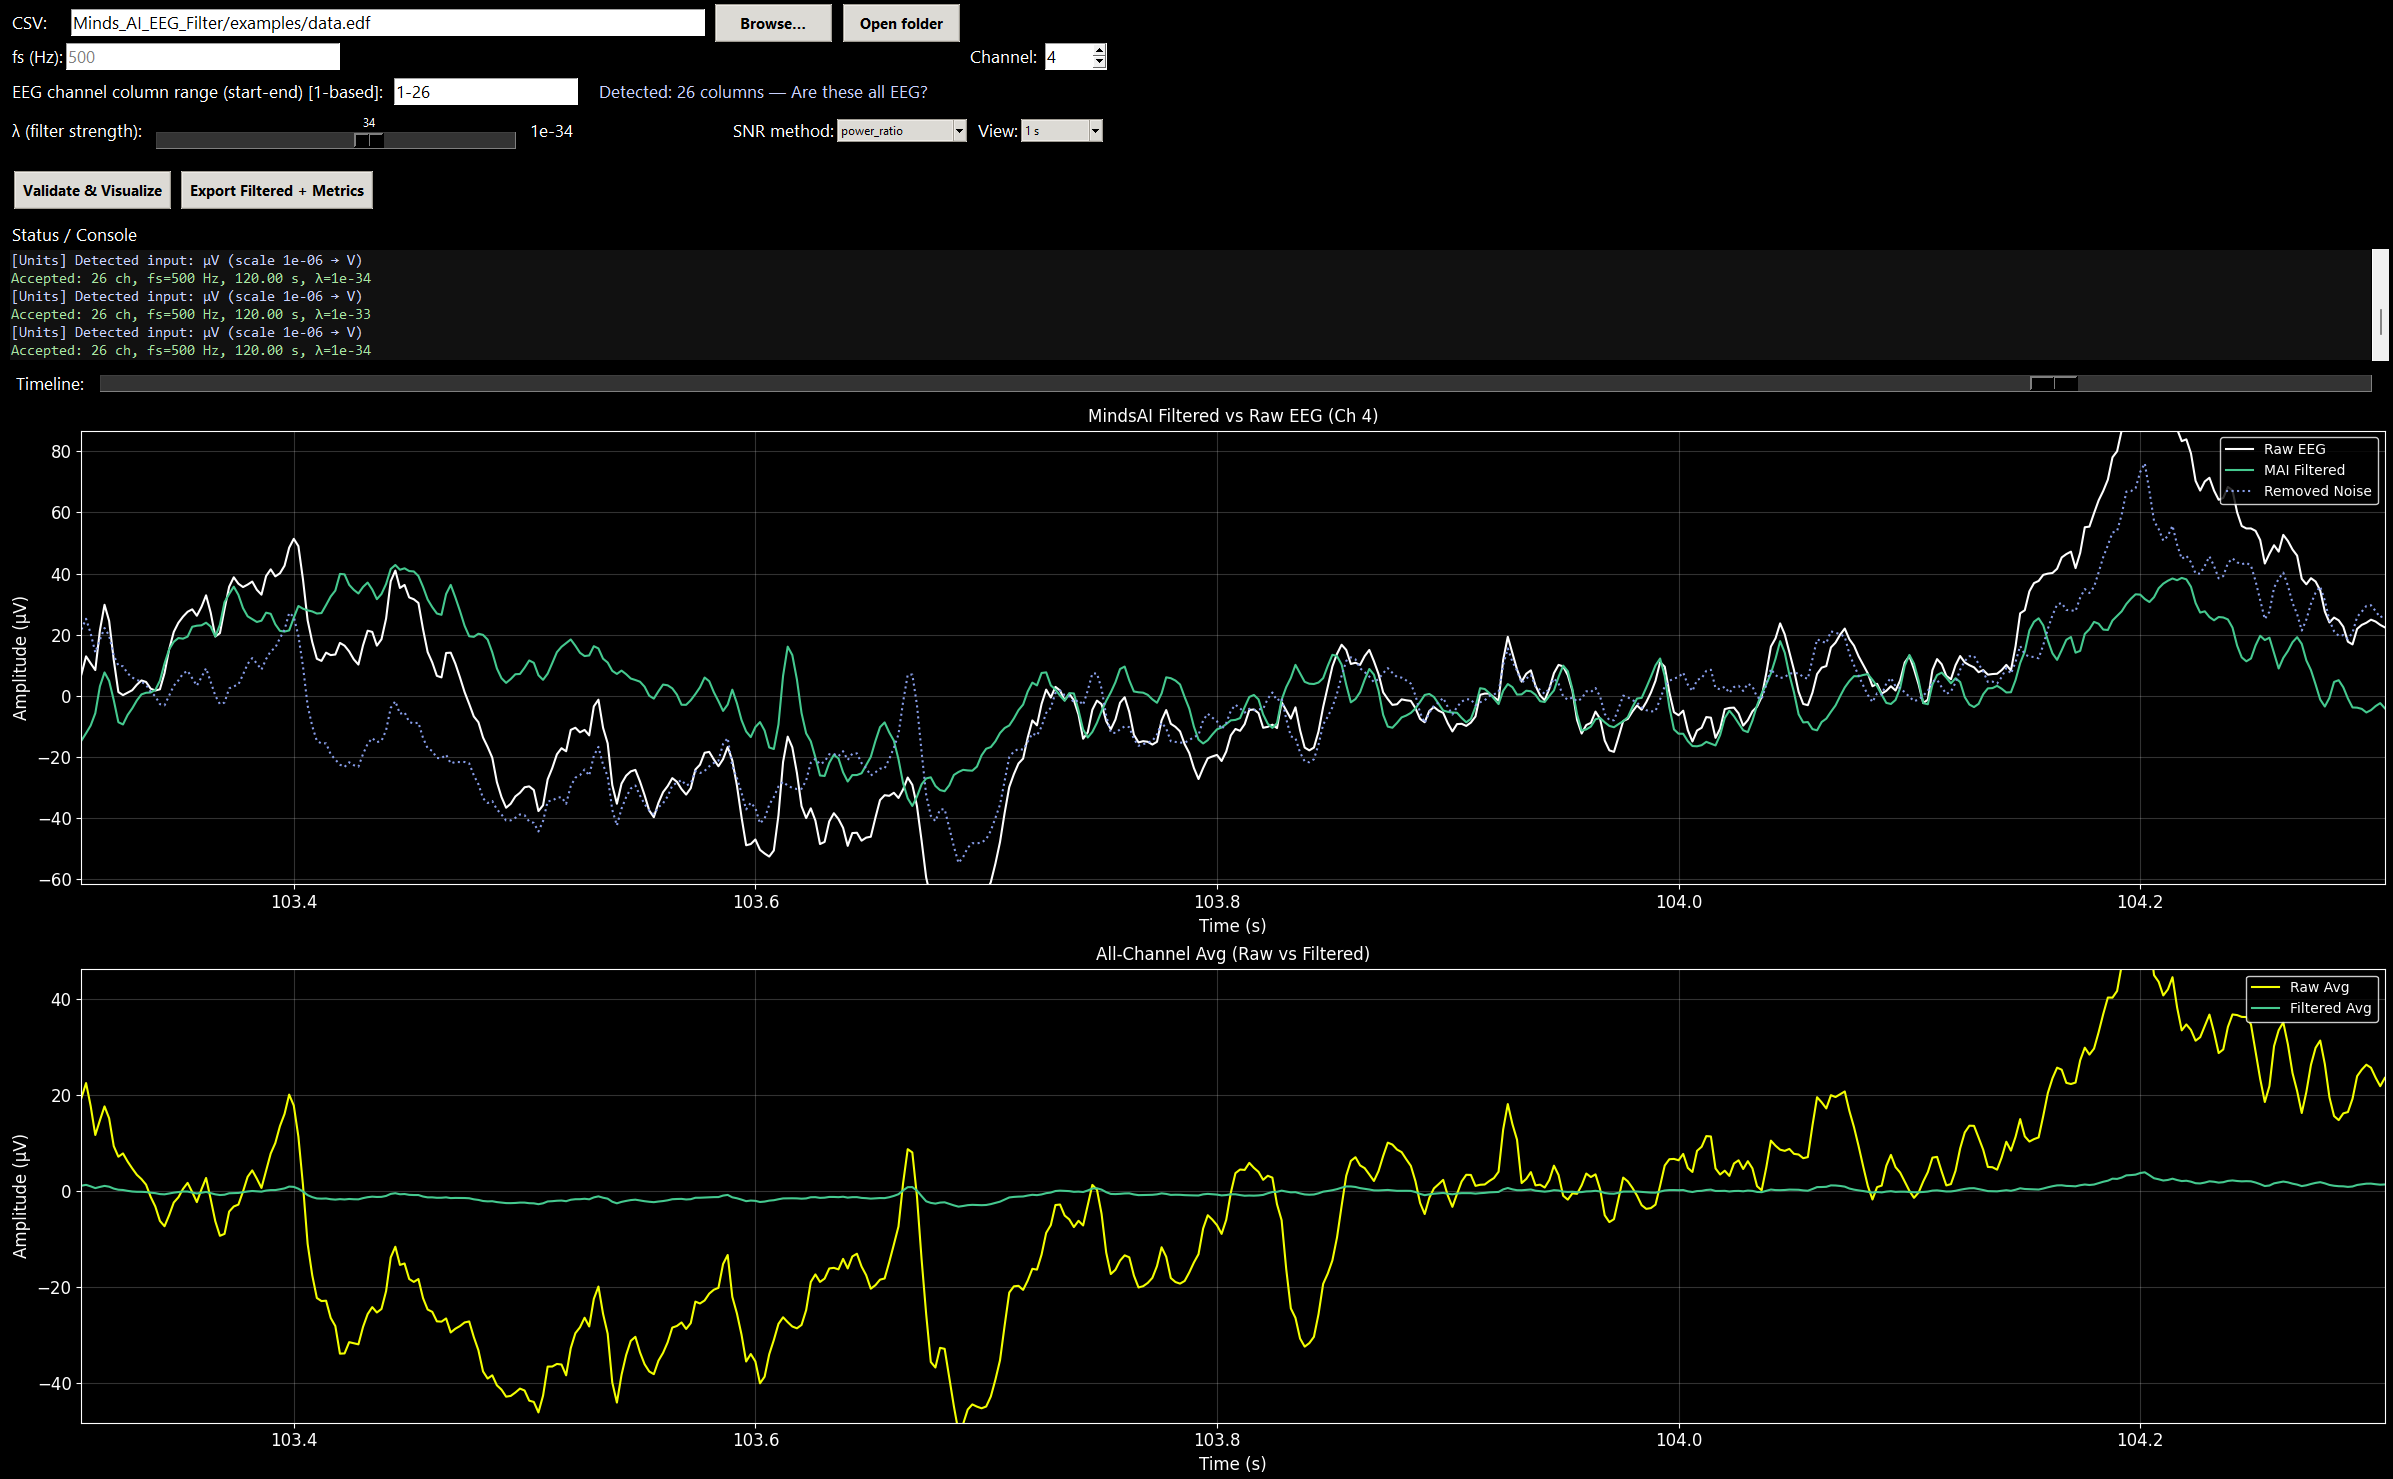 CSV: Minds_AI_EEG_Filter/examples/data.edf Browse... Open folder
fs (Hz): 500 Channel: 4
EEG channel column range (start-end) [1-based]: 1-26 Detected: 26 columns — Are these all EEG?
34
λ (filter strength): 1e-34 SNR method: power_ratio View: 1 s
Validate & Visualize Export Filtered + Metrics
Status / Console
[Units] Detected input: µV (scale 1e-06 → V)
Accepted: 26 ch, fs=500 Hz, 120.00 s, λ=1e-34
[Units] Detected input: µV (scale 1e-06 → V)
Accepted: 26 ch, fs=500 Hz, 120.00 s, λ=1e-33
[Units] Detected input: µV (scale 1e-06 → V)
Accepted: 26 ch, fs=500 Hz, 120.00 s, λ=1e-34
Timeline:
MindsAI Filtered vs Raw EEG (Ch 4)
Amplitude (µV)
80
60
40
20
0
−20
−40
−60
Raw EEG
MAI Filtered
Removed Noise
103.4 103.6 103.8 104.0 104.2
Time (s)
All-Channel Avg (Raw vs Filtered)
Amplitude (µV)
40
20
0
−20
−40
Raw Avg
Filtered Avg
103.4 103.6 103.8 104.0 104.2
Time (s)